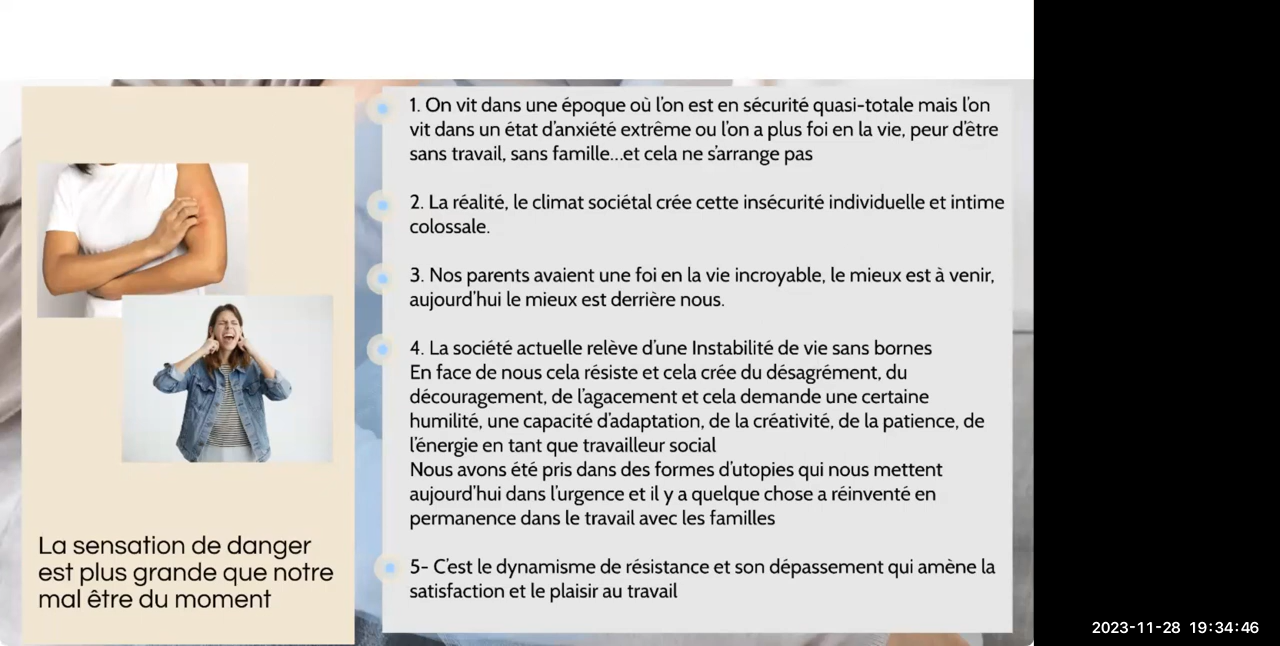 1. On vit dans une époque où l'on est en sécurité quasi-totale mais l'on
vit dans un état d'anxiété extrême ou l'on a plus foi en la vie, peur d'être
sans travail, sans famille...et cela ne s'arrange pas
2. La réalité, le climat sociétal crée cette insécurité individuelle et intime
colossale.
3. Nos parents avaient une foi en la vie incroyable, le mieux est à venir,
aujourd'hui le mieux est derrière nous.
4. La société actuelle relève d'une Instabilité de vie sans bornes
En face de nous cela résiste et cela crée du désagrément, du
découragement, de l'agacement et cela demande une certaine
humilité, une capacité d'adaptation, de la créativité, de la patience, de
l'énergie en tant que travailleur social
Nous avons été pris dans des formes d'utopies qui nous mettent
aujourd'hui dans l'urgence et il y a quelque chose a réinventé en
permanence dans le travail avec les familles
5- C'est le dynamisme de résistance et son dépassement qui amène la
satisfaction et le plaisir au travail
La sensation de danger
est plus grande que notre
mal être du moment
2023-11-28 19:34:46